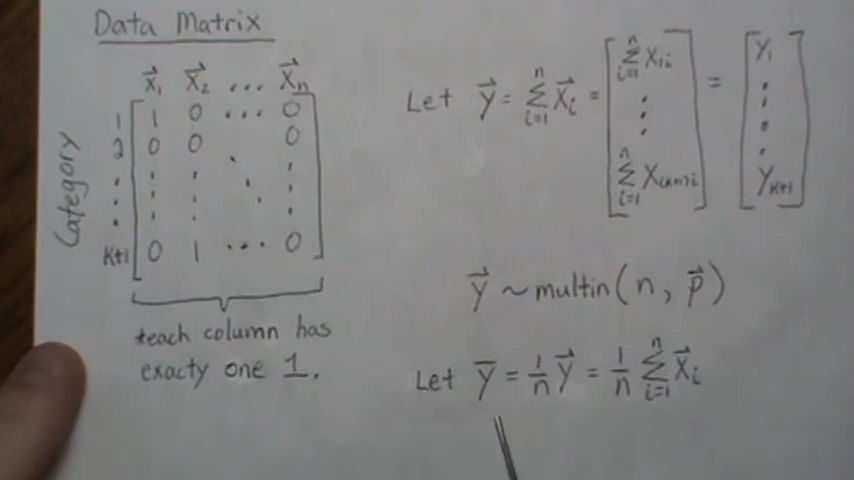 Data Matrix
X⃗₁ X⃗₂ ... X⃗ₙ
Category
1 1 0 ... 0
2 0 0 0
K+1 0 1 ... 0
*each column has
exacty one 1.
Let Y⃗ = Σᵢ₌₁ⁿ X⃗ᵢ = [Σᵢ₌₁ⁿ X₁ᵢ ⋮ Σᵢ₌₁ⁿ X₍ₖ₊₁₎ᵢ] = [Y₁ ⋮ Yₖ₊₁]
Y⃗ ~ multin(n, p⃗)
Let Y̅ = 1/n Y⃗ = 1/n Σᵢ₌₁ⁿ X⃗ᵢ